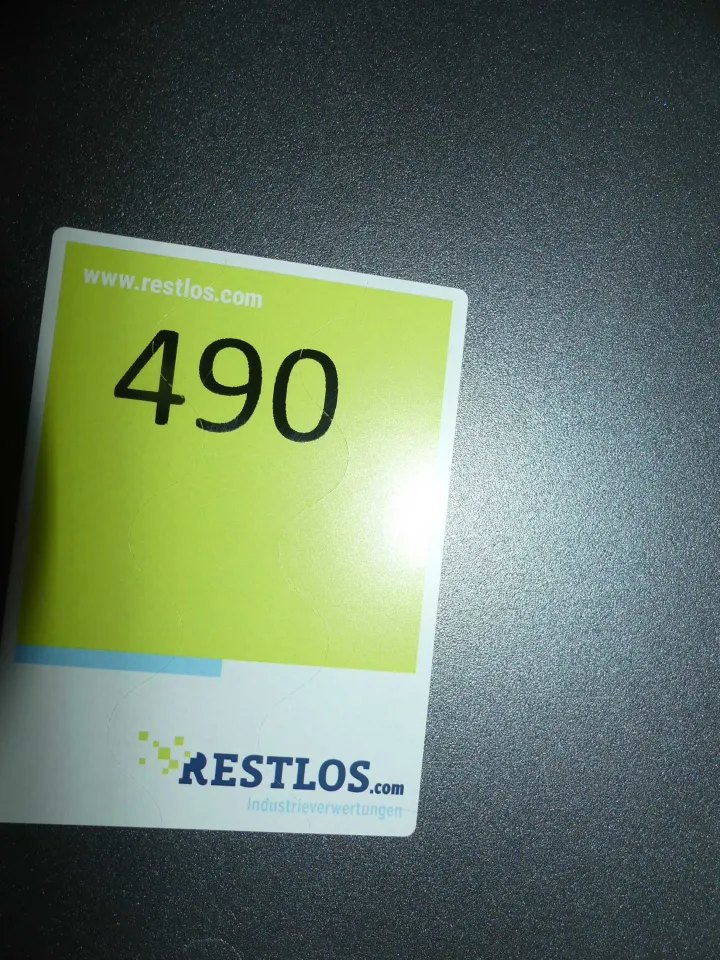 www.restlos.com
490
RESTLOS.com
Industrieverwertungen